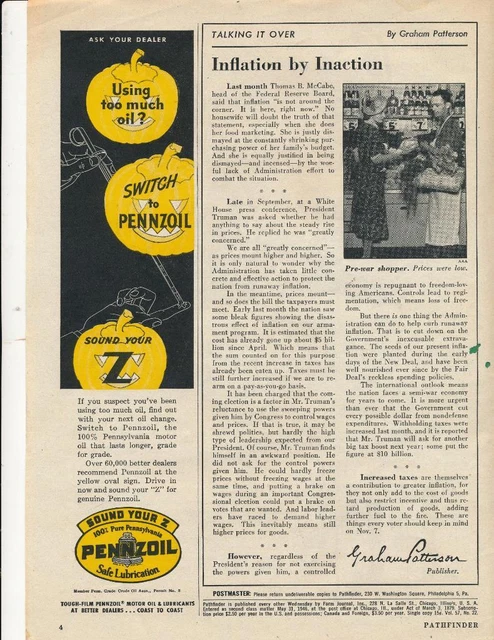 ASK YOUR DEALER
Using
too much
oil?
SWITCH
to
PENNZOIL
SOUND YOUR
Z
If you suspect you've been
using too much oil, find out
with your next oil change.
Switch to Pennzoil, the
100% Pennsylvania motor
oil that lasts longer, grade
for grade.
Over 60,000 better dealers
recommend Pennzoil at the
yellow oval sign. Drive in
now and sound your "Z" for
genuine Pennzoil.
SOUND YOUR Z
100% Pure Pennsylvania
PENNZOIL
Safe Lubrication
Member Penn. Grade Crude Oil Assn., Permit No. 2
TOUGH-FILM PENNZOIL* MOTOR OIL & LUBRICANTS
AT BETTER DEALERS . . . COAST TO COAST
TALKING IT OVER
By Graham Patterson
Inflation by Inaction
Last month Thomas B. McCabe,
head of the Federal Reserve Board,
said that inflation "is not around the
corner. It is here, right now." No
housewife will doubt the truth of that
statement, especially when she does
her food marketing. She is justly dis-
mayed at the constantly shrinking pur-
chasing power of her family's budget.
And she is equally justified in being
dismayed—and incensed—by the woe-
ful lack of Administration effort to
combat the situation.
* * *
Late in September, at a White
House press conference, President
Truman was asked whether he had
anything to say about the steady rise
in prices. He replied he was "greatly
concerned."
We are all "greatly concerned"—
as prices mount higher and higher. So
it is only natural to wonder why the
Administration has taken little con-
crete and effective action to protect the
nation from runaway inflation.
In the meantime, prices mount—
and so does the bill the taxpayers must
meet. Early last month the nation saw
some bleak figures showing the disas-
trous effect of inflation on our arma-
ment program. It is estimated that the
cost has already gone up about $5 bil-
lion since April. Which means that
the sum counted on for this purpose
from the recent increase in taxes has
already been eaten up. Taxes must be
still further increased if we are to re-
arm on a pay-as-you-go basis.
It has been charged that the com-
ing election is a factor in Mr. Truman's
reluctance to use the sweeping powers
given him by Congress to control wages
and prices. If that is true, it may be
shrewd politics, but hardly the high
type of leadership expected from our
President. Of course, Mr. Truman finds
himself in an awkward position. He
did not ask for the control powers
given him. He could hardly freeze
prices without freezing wages at the
same time, and putting a brake on
wages during an important Congres-
sional election could put a brake on
votes that are wanted. And labor lead-
ers have raced to demand higher
wages. This inevitably means still
higher prices for goods.
* * *
However, regardless of the
President's reason for not exercising
the powers given him, a controlled
Pre-war shopper. Prices were low.
economy is repugnant to freedom-lov-
ing Americans. Controls lead to regi-
mentation, which means loss of free-
dom.
But there is one thing the Admin-
istration can do to help curb runaway
inflation. That is to cut down on the
Government's inexcusable extrava-
gance. The seeds of our present infla-
tion were planted during the early
days of the New Deal, and have been
well nourished ever since by the Fair
Deal's reckless spending policies.
The international outlook means
the nation faces a semi-war economy
for years to come. It is more urgent
than ever that the Government cut
every possible dollar from nondefense
expenditures. Withholding taxes were
increased last month, and it is reported
that Mr. Truman will ask for another
big tax boost next year; some put the
figure at $10 billion.
* * *
Increased taxes are themselves
a contribution to greater inflation, for
they not only add to the cost of goods
but also restrict incentive and thus re-
tard production of goods, adding
further fuel to the fire. These are
things every voter should keep in mind
on Nov. 7.
Graham Patterson
Publisher.
POSTMASTER: Please return undeliverable copies to Pathfinder, 230 W. Washington Square, Philadelphia 5, Pa.
Pathfinder is published every other Wednesday by Farm Journal, Inc.,
4
PATHFINDER